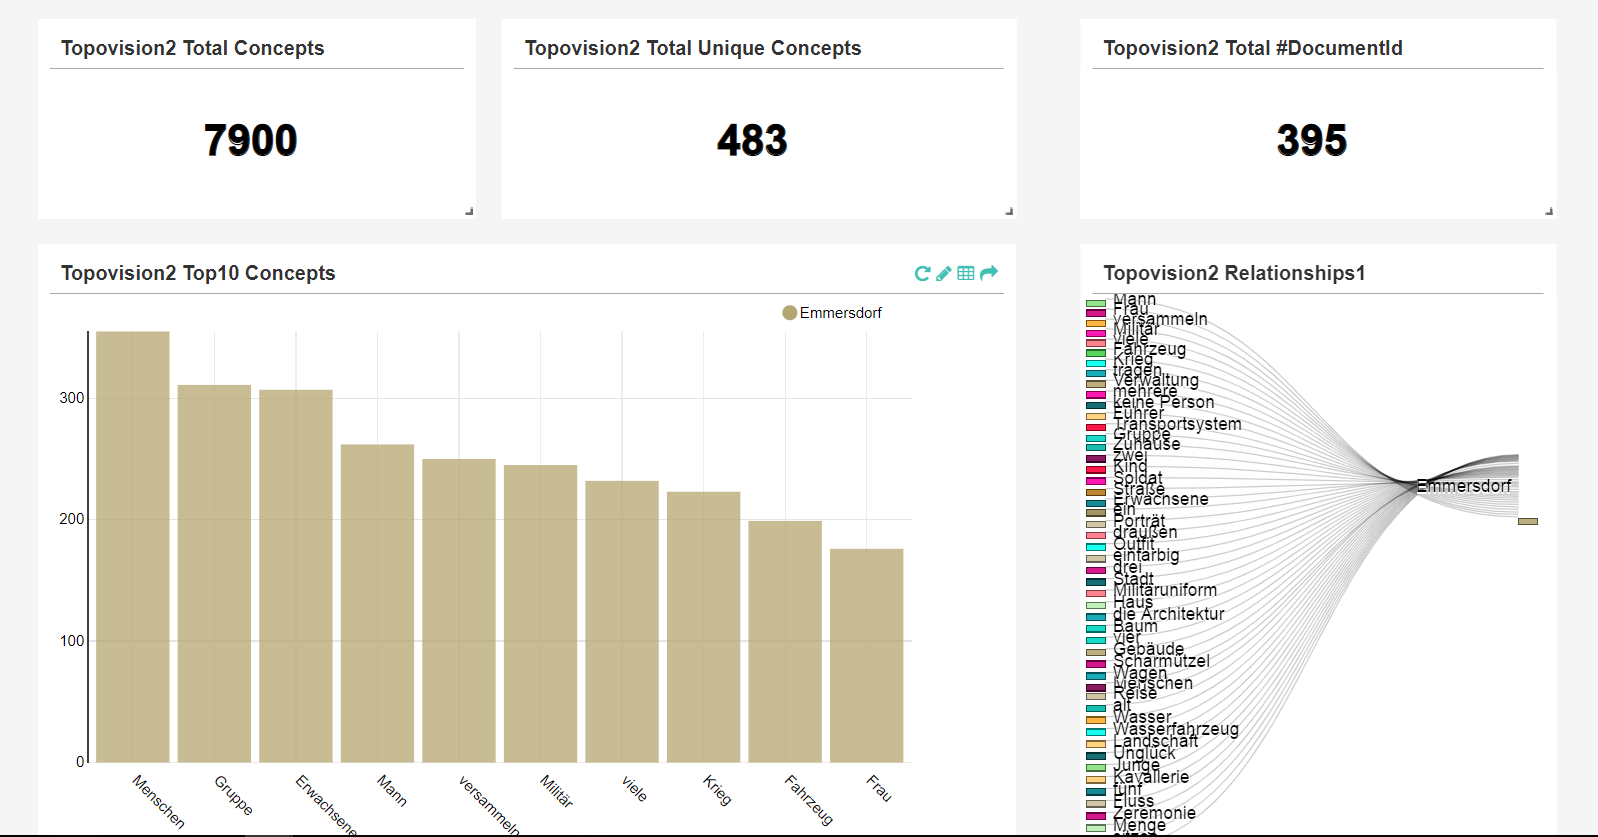 Topovision2 Total Concepts
7900
Topovision2 Total Unique Concepts
483
Topovision2 Total #DocumentId
395
Topovision2 Top10 Concepts
Emmersdorf
300
200
100
0
Menschen
Gruppe
Erwachsene
Mann
versammeln
Militär
viele
Krieg
Fahrzeug
Frau
Topovision2 Relationships1
Mann
Frau
versammeln
Militär
viele
Fahrzeug
Krieg
tragen
Verwaltung
mehrere
keine Person
Führer
Transportsystem
Gruppe
Zuhause
zwei
Kind
Soldat
Straße
Erwachsene
ein
Porträt
draußen
Outfit
einfarbig
drei
Stadt
Militäruniform
Haus
die Architektur
Baum
vier
Gebäude
Scharmützel
Wagen
Menschen
Reise
alt
Wasser
Wasserfahrzeug
Landschaft
Unglück
Junge
Kavallerie
fünf
Fluss
Zeremonie
Menge
Emmersdorf